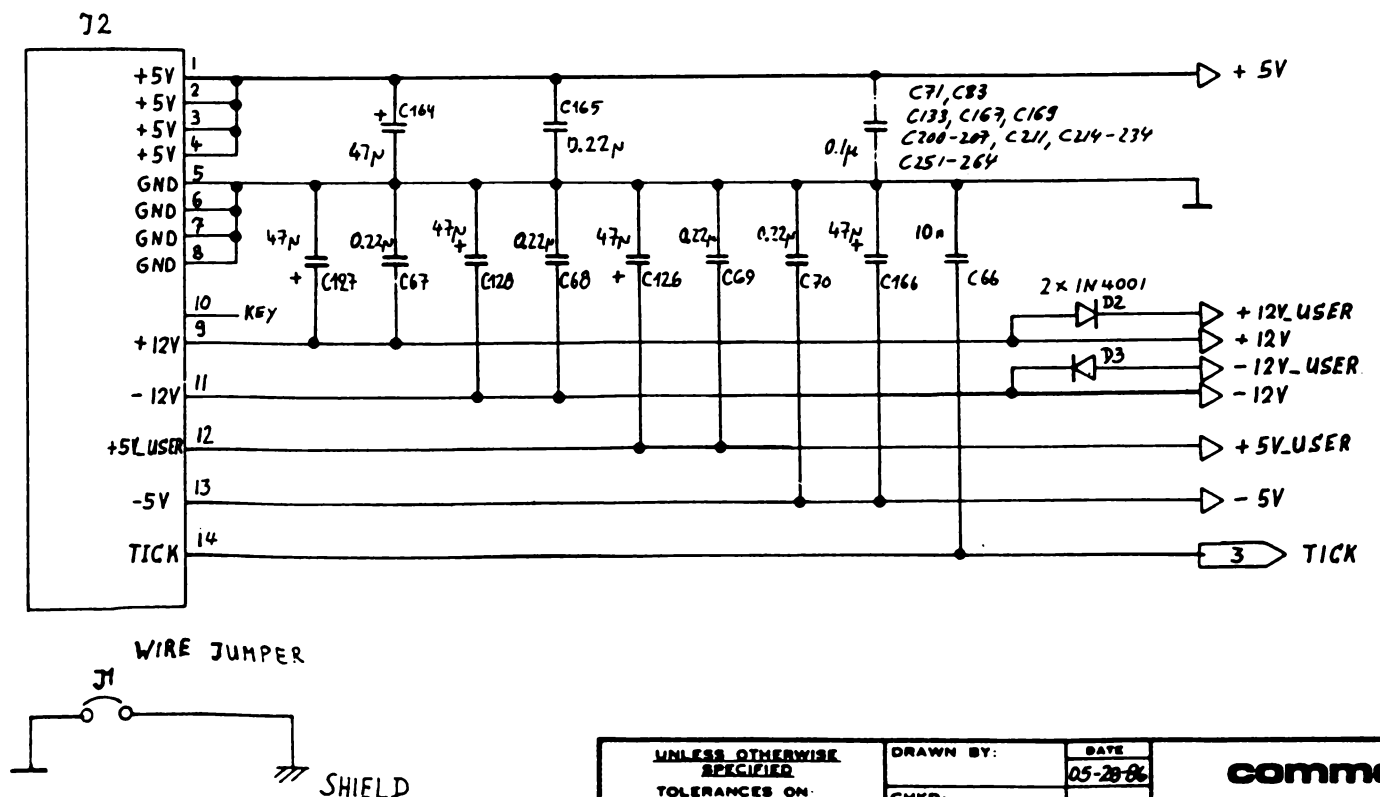 J2
+5V 1
+5V 2
+5V 3
+5V 4
GND 5
GND 6
GND 7
GND 8
10 KEY
+12V 9
-12V 11
+5V_USER 12
-5V 13
TICK 14
+ C164
47µ
C165
0.22µ
0.1µ
C71, C83
C133, C167, C169
C200-207, C211, C214-234
C251-264
+5V
47µ
+ C127
0.22µ
C67
47µ
+
C128
0.22µ
C68
47µ
+ C126
0.22µ
C69
0.22µ
C70
47µ
+
C166
10n
C66
2 x 1N4001
D2
+12V_USER
+12V
D3
-12V_USER
-12V
+5V_USER
-5V
3 TICK
WIRE JUMPER
J1
SHIELD
UNLESS OTHERWISE
SPECIFIED
TOLERANCES ON:
DRAWN BY:
DATE
05-28-86
CHKD:
comm